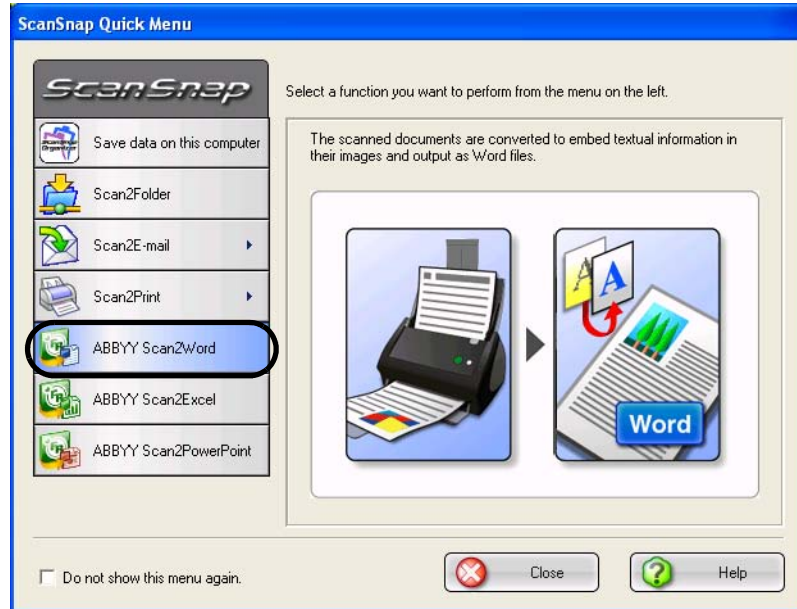 ScanSnap Quick Menu
ScanSnap
Select a function you want to perform from the menu on the left.
Save data on this computer
Scan2Folder
Scan2E-mail
Scan2Print
ABBYY Scan2Word
ABBYY Scan2Excel
ABBYY Scan2PowerPoint
The scanned documents are converted to embed textual information in
their images and output as Word files.
A
A
Word
Do not show this menu again.
Close
Help